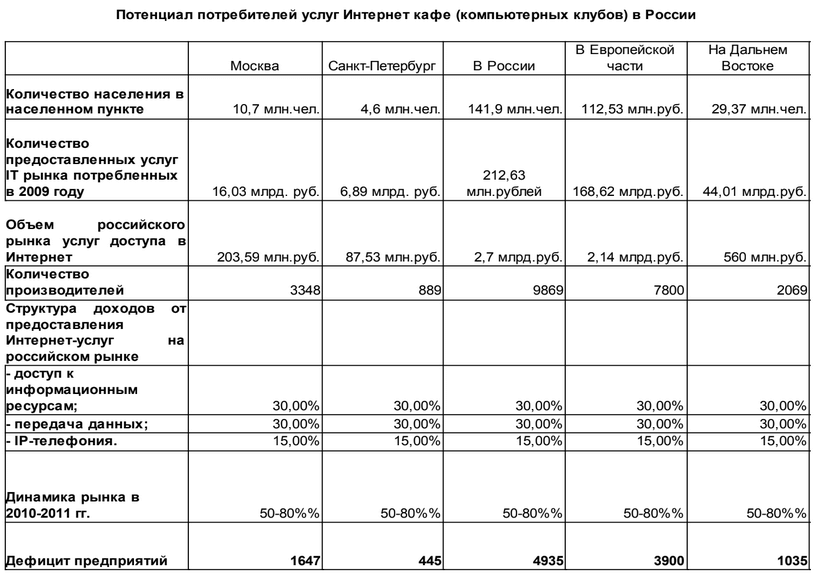 Потенциал потребителей услуг Интернет кафе (компьютерных клубов) в России
Москва Санкт-Петербург В России В Европейской части На Дальнем Востоке
Количество населения в
населенном пункте 10,7 млн.чел. 4,6 млн.чел. 141,9 млн.чел. 112,53 млн.руб. 29,37 млн.чел.
Количество
предоставленных услуг
IT рынка потребленных
в 2009 году 16,03 млрд. руб. 6,89 млрд. руб. 212,63 млн.рублей 168,62 млрд.руб. 44,01 млрд.руб.
Объем российского
рынка услуг доступа в
Интернет 203,59 млн.руб. 87,53 млн.руб. 2,7 млрд.руб. 2,14 млрд.руб. 560 млн.руб.
Количество
производителей 3348 889 9869 7800 2069
Структура доходов от
предоставления
Интернет-услуг на
российском рынке
- доступ к
информационным
ресурсам; 30,00% 30,00% 30,00% 30,00% 30,00%
- передача данных; 30,00% 30,00% 30,00% 30,00% 30,00%
- IP-телефония. 15,00% 15,00% 15,00% 15,00% 15,00%
Динамика рынка в
2010-2011 гг. 50-80%% 50-80%% 50-80%% 50-80%% 50-80%%
Дефицит предприятий 1647 445 4935 3900 1035